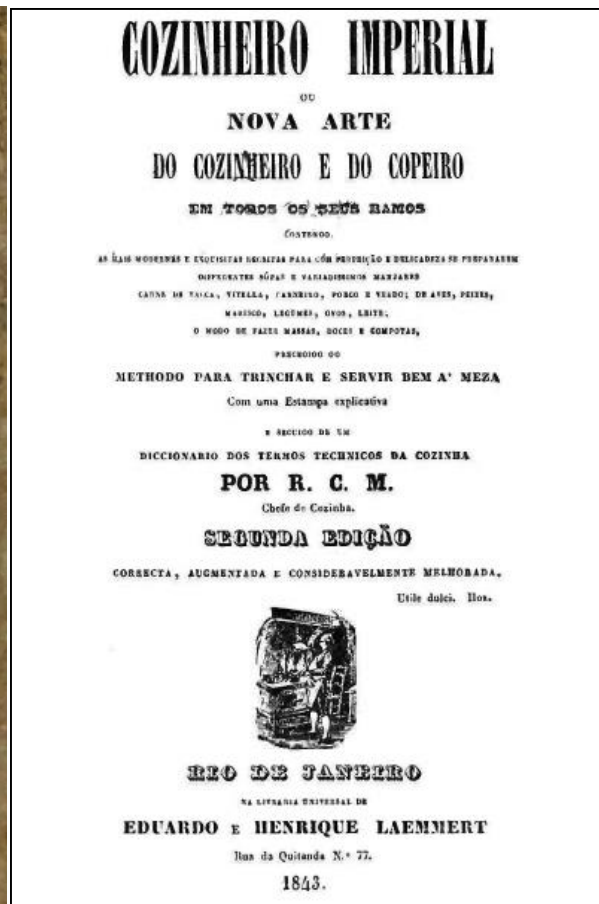 COZINHEIRO IMPERIAL
OU
NOVA ARTE
DO COZINHEIRO E DO COPEIRO
EM TODOS OS SEUS RAMOS
CONTENDO.
AS MAIS MODERNAS E EXQUISITAS RECEITAS PARA COM PERFEIÇÃO E DELICADEZA SE PREPARAREM
DIFFERENTES SÔPAS E VARIADISSIMOS MANJARES
CARNE DE VACCA, VITELLA, CARNEIRO, PORCO E VEADO; DE AVES, PEIXES,
MARISCO, LEGUMES, OVOS, LEITE;
O MODO DE FAZER MASSAS, DOCES E COMPOTAS,
PRECEDIDO DO
METHODO PARA TRINCHAR E SERVIR BEM A' MEZA
Com uma Estampa explicativa
E SEGUIDO DE UM
DICCIONARIO DOS TERMOS TECHNICOS DA COZINHA
POR R. C. M.
Chefe de Cozinha.
SEGUNDA EDIÇÃO
CORRECTA, AUGMENTADA E CONSIDERAVELMENTE MELHORADA.
Utile dulci. Hor.
RIO DE JANEIRO
NA LIVRARIA UNIVERSAL DE
EDUARDO E HENRIQUE LAEMMERT
Rua da Quitanda N.º 77.
1843.